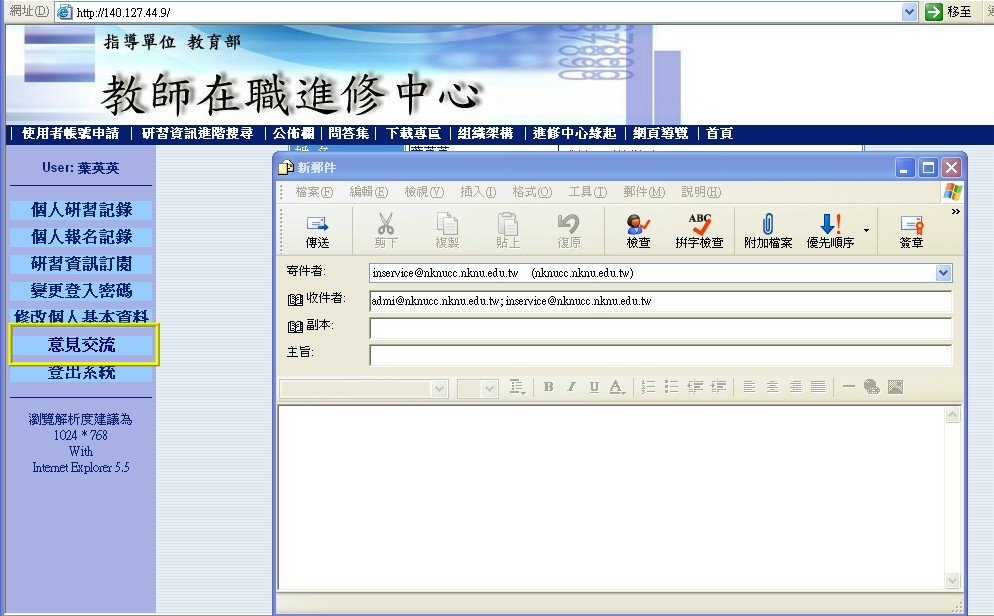 網址(D) http://140.127.44.9/ 移至
指導單位 教育部
教師在職進修中心
| 使用者帳號申請 | 研習資訊進階搜尋 | 公佈欄 | 問答集 | 下載專區 | 組織架構 | 進修中心緣起 | 網頁導覽 | 首頁
User: 葉英英
個人研習記錄
個人報名記錄
研習資訊訂閱
變更登入密碼
修改個人基本資料
意見交流
登出系統
瀏覽解析度建議為
1024 * 768
With
Internet Explorer 5.5
姓 名 葉英英
新郵件
檔案(F) 編輯(E) 檢視(V) 插入(I) 格式(O) 工具(T) 郵件(M) 說明(H)
傳送 剪下 複製 貼上 復原 檢查 ABC 拼字檢查 附加檔案 優先順序 簽章
寄件者: inservice@nknucc.nknu.edu.tw (nknucc.nknu.edu.tw)
收件者: admi@nknucc.nknu.edu.tw; inservice@nknucc.nknu.edu.tw
副本:
主旨:
B I U A